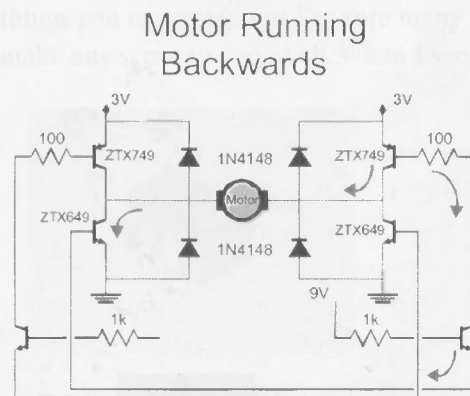 Motor Running
Backwards
3V 3V
100 ZTX749 1N4148 ZTX749 100
Motor
ZTX649 ZTX649
1N4148
9V
1k 1k